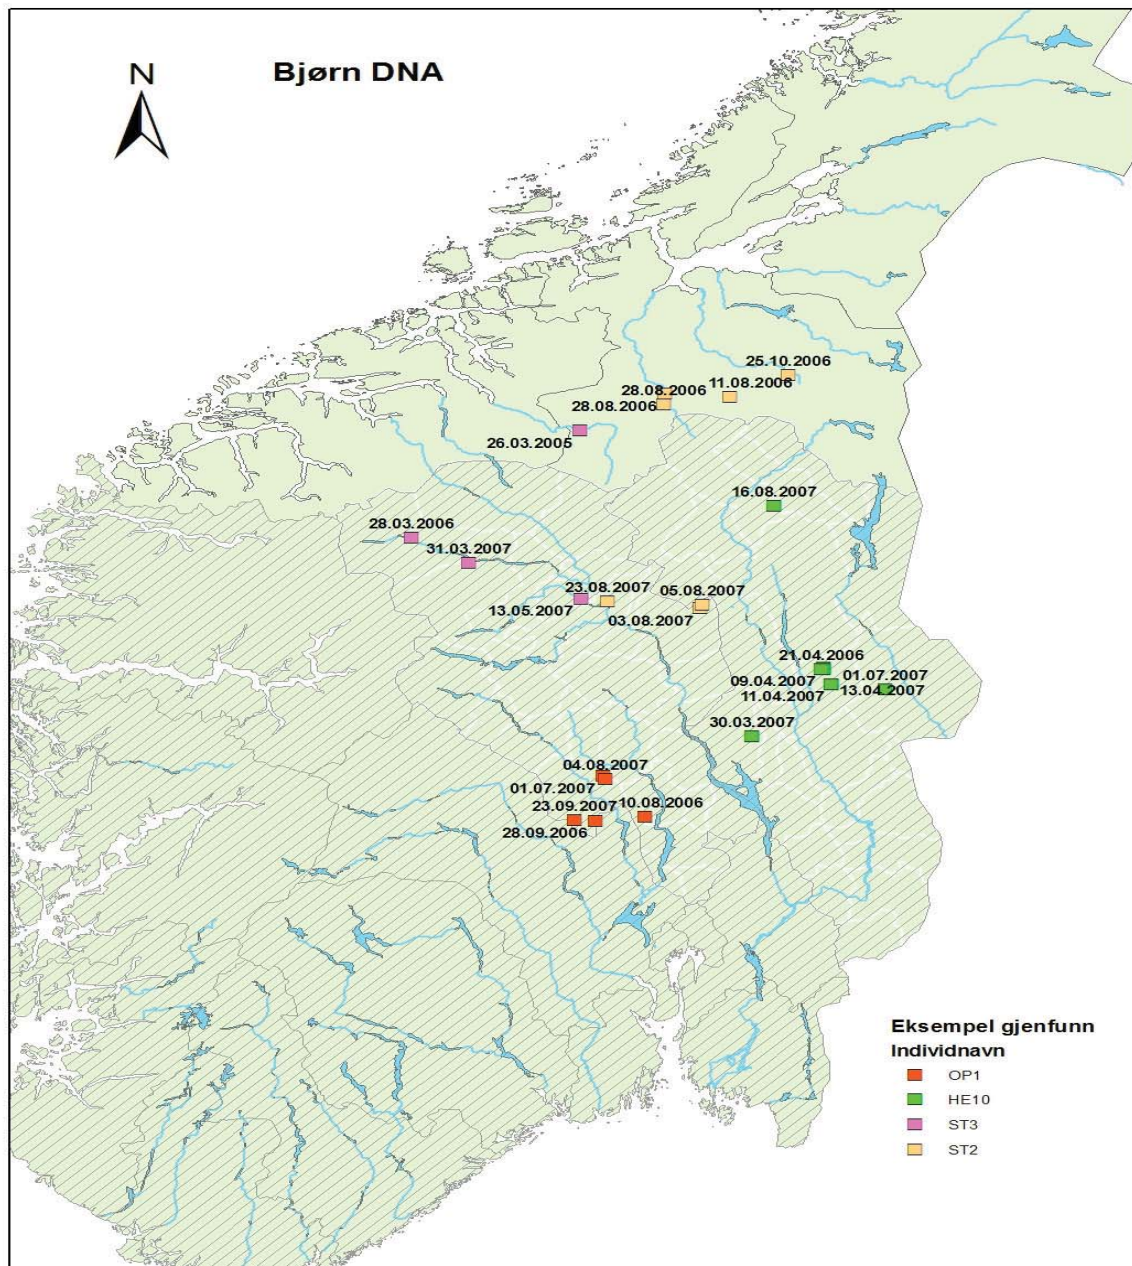 Bjørn DNA
N
25.10.2006
28.08.2006
11.08.2006
28.08.2006
26.03.2005
16.08.2007
28.03.2006
31.03.2007
23.08.2007
05.08.2007
13.05.2007
03.08.2007
21.04.2006
09.04.2007
01.07.2007
11.04.2007
13.04.2007
30.03.2007
04.08.2007
01.07.2007
23.09.2007
10.08.2006
28.09.2006
Eksempel gjenfunn
Individnavn
OP1
HE10
ST3
ST2